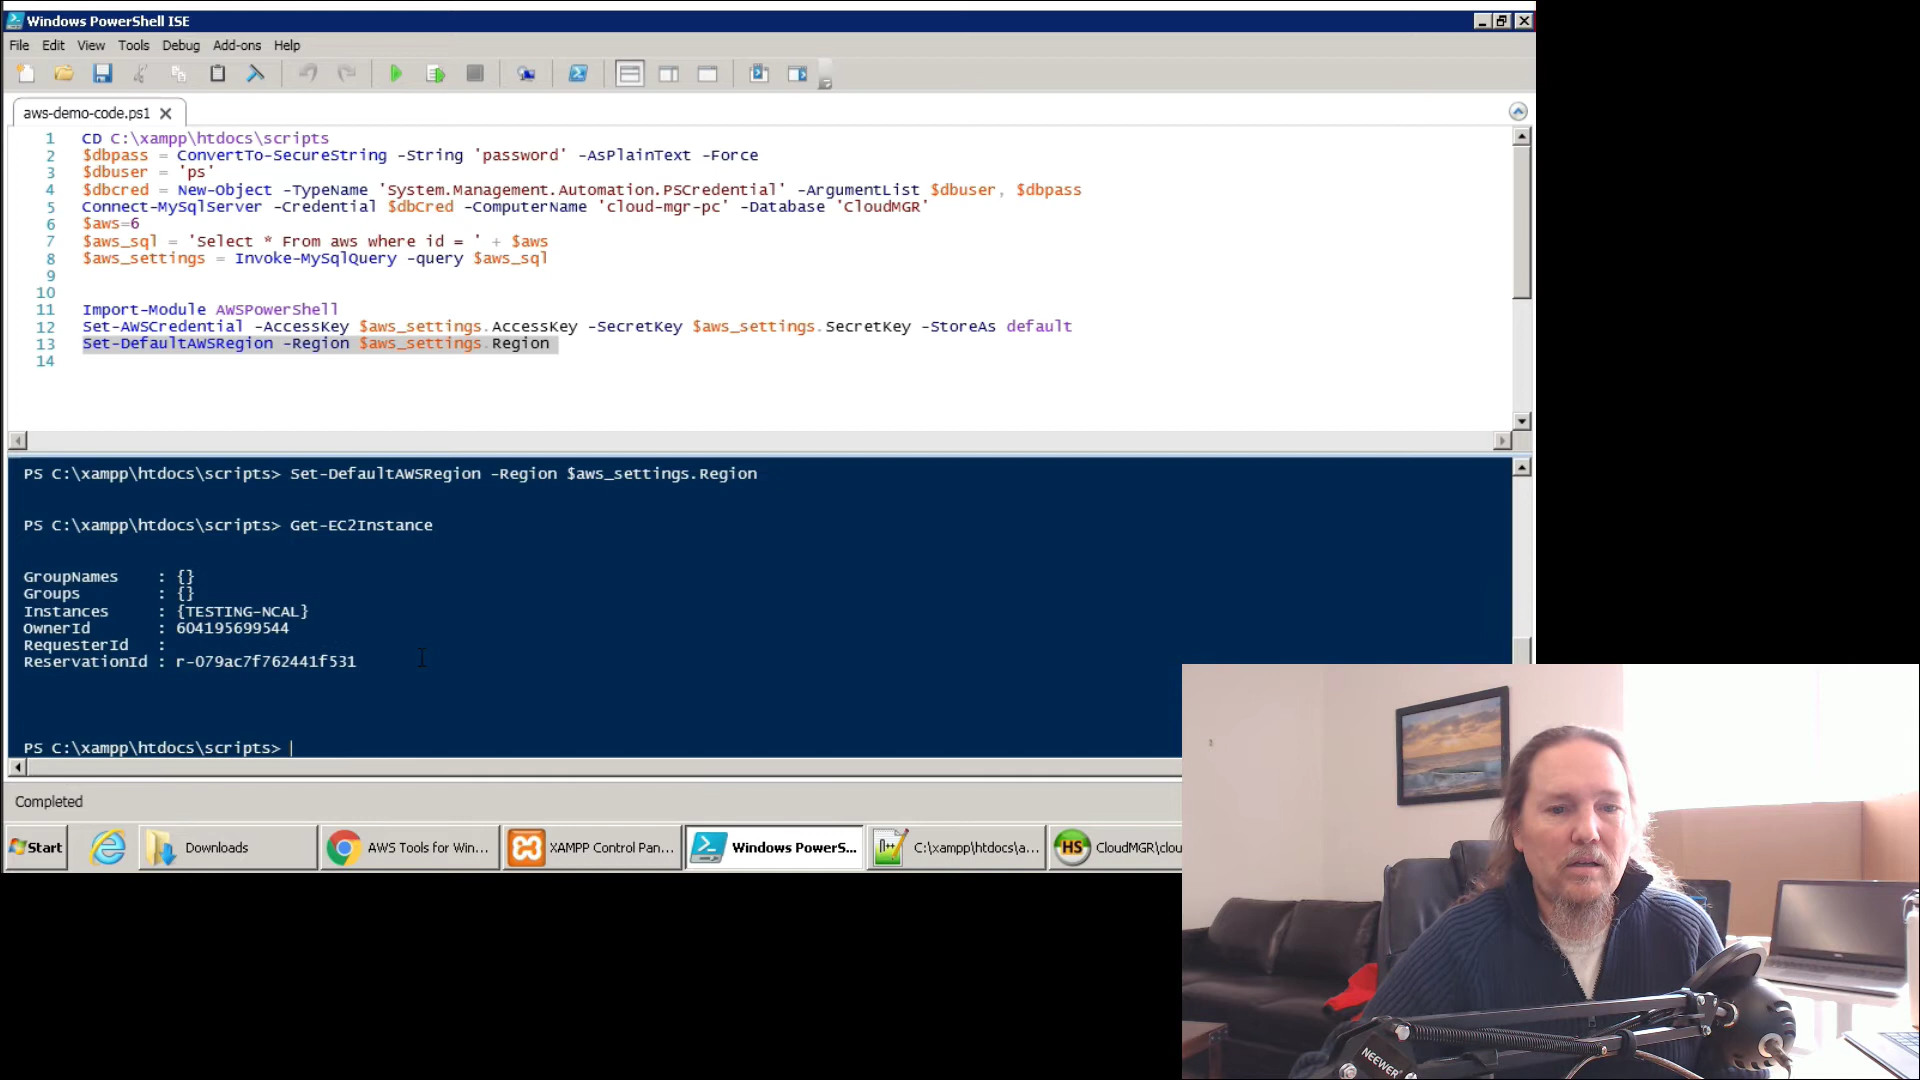 Windows PowerShell ISE
File Edit View Tools Debug Add-ons Help
aws-demo-code.ps1
1 CD C:\xampp\htdocs\scripts
2 $dbpass = ConvertTo-SecureString -String 'password' -AsPlainText -Force
3 $dbuser = 'ps'
4 $dbcred = New-Object -TypeName 'System.Management.Automation.PSCredential' -ArgumentList $dbuser, $dbpass
5 Connect-MySqlServer -Credential $dbCred -ComputerName 'cloud-mgr-pc' -Database 'CloudMGR'
6 $aws=6
7 $aws_sql = 'Select * From aws where id = ' + $aws
8 $aws_settings = Invoke-MySqlQuery -query $aws_sql
9
10
11 Import-Module AWSPowerShell
12 Set-AWSCredential -AccessKey $aws_settings.AccessKey -SecretKey $aws_settings.SecretKey -StoreAs default
13 Set-DefaultAWSRegion -Region $aws_settings.Region
14
PS C:\xampp\htdocs\scripts> Set-DefaultAWSRegion -Region $aws_settings.Region
PS C:\xampp\htdocs\scripts> Get-EC2Instance
GroupNames : {}
Groups : {}
Instances : {TESTING-NCAL}
OwnerId : 604195699544
RequesterId :
ReservationId : r-079ac7f762441f531
PS C:\xampp\htdocs\scripts>
Completed
Start Downloads AWS Tools for Win... XAMPP Control Pan... Windows PowerS... C:\xampp\htdocs\a... HS CloudMGR\clou
NEEWER